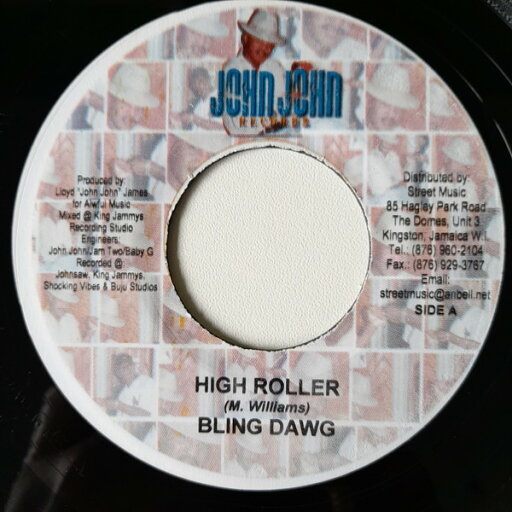 JOHN JOHN
RECORDS
Produced by:
Lloyd "John John" James
for Alwful Music
Mixed @ King Jammys
Recording Studio
Engineers:
John John/Jam Two/Baby G
Recorded @:
Johnsaw, King Jammys,
Shocking Vibes & Buju Studios
Distributed by:
Street Music
85 Hagley Park Road
The Domes, Unit 3
Kingston, Jamaica W.I.
Tel.: (876) 960-2104
Fax.: (876) 929-3767
Email:
streetmusic@anbell.net
SIDE A
HIGH ROLLER
(M. Williams)
BLING DAWG